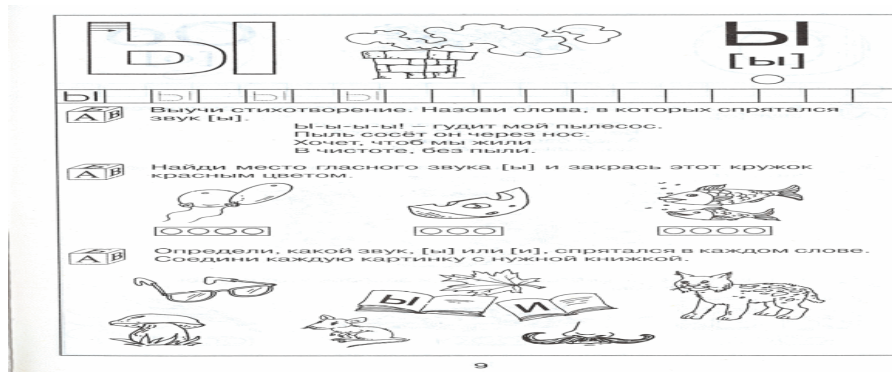 Ы
Ы
[ы]
Ы Ы Ы Ы
А В Выучи стихотворение. Назови слова, в которых спрятался
звук [ы].
Ы-ы-ы-ы! – гудит мой пылесос.
Пыль сосёт он через нос.
Хочет, чтоб мы жили
В чистоте, без пыли.
А В Найди место гласного звука [ы] и закрась этот кружок
красным цветом.
А В Определи, какой звук, [ы] или [и], спрятался в каждом слове.
Соедини каждую картинку с нужной книжкой.
Ы И
9